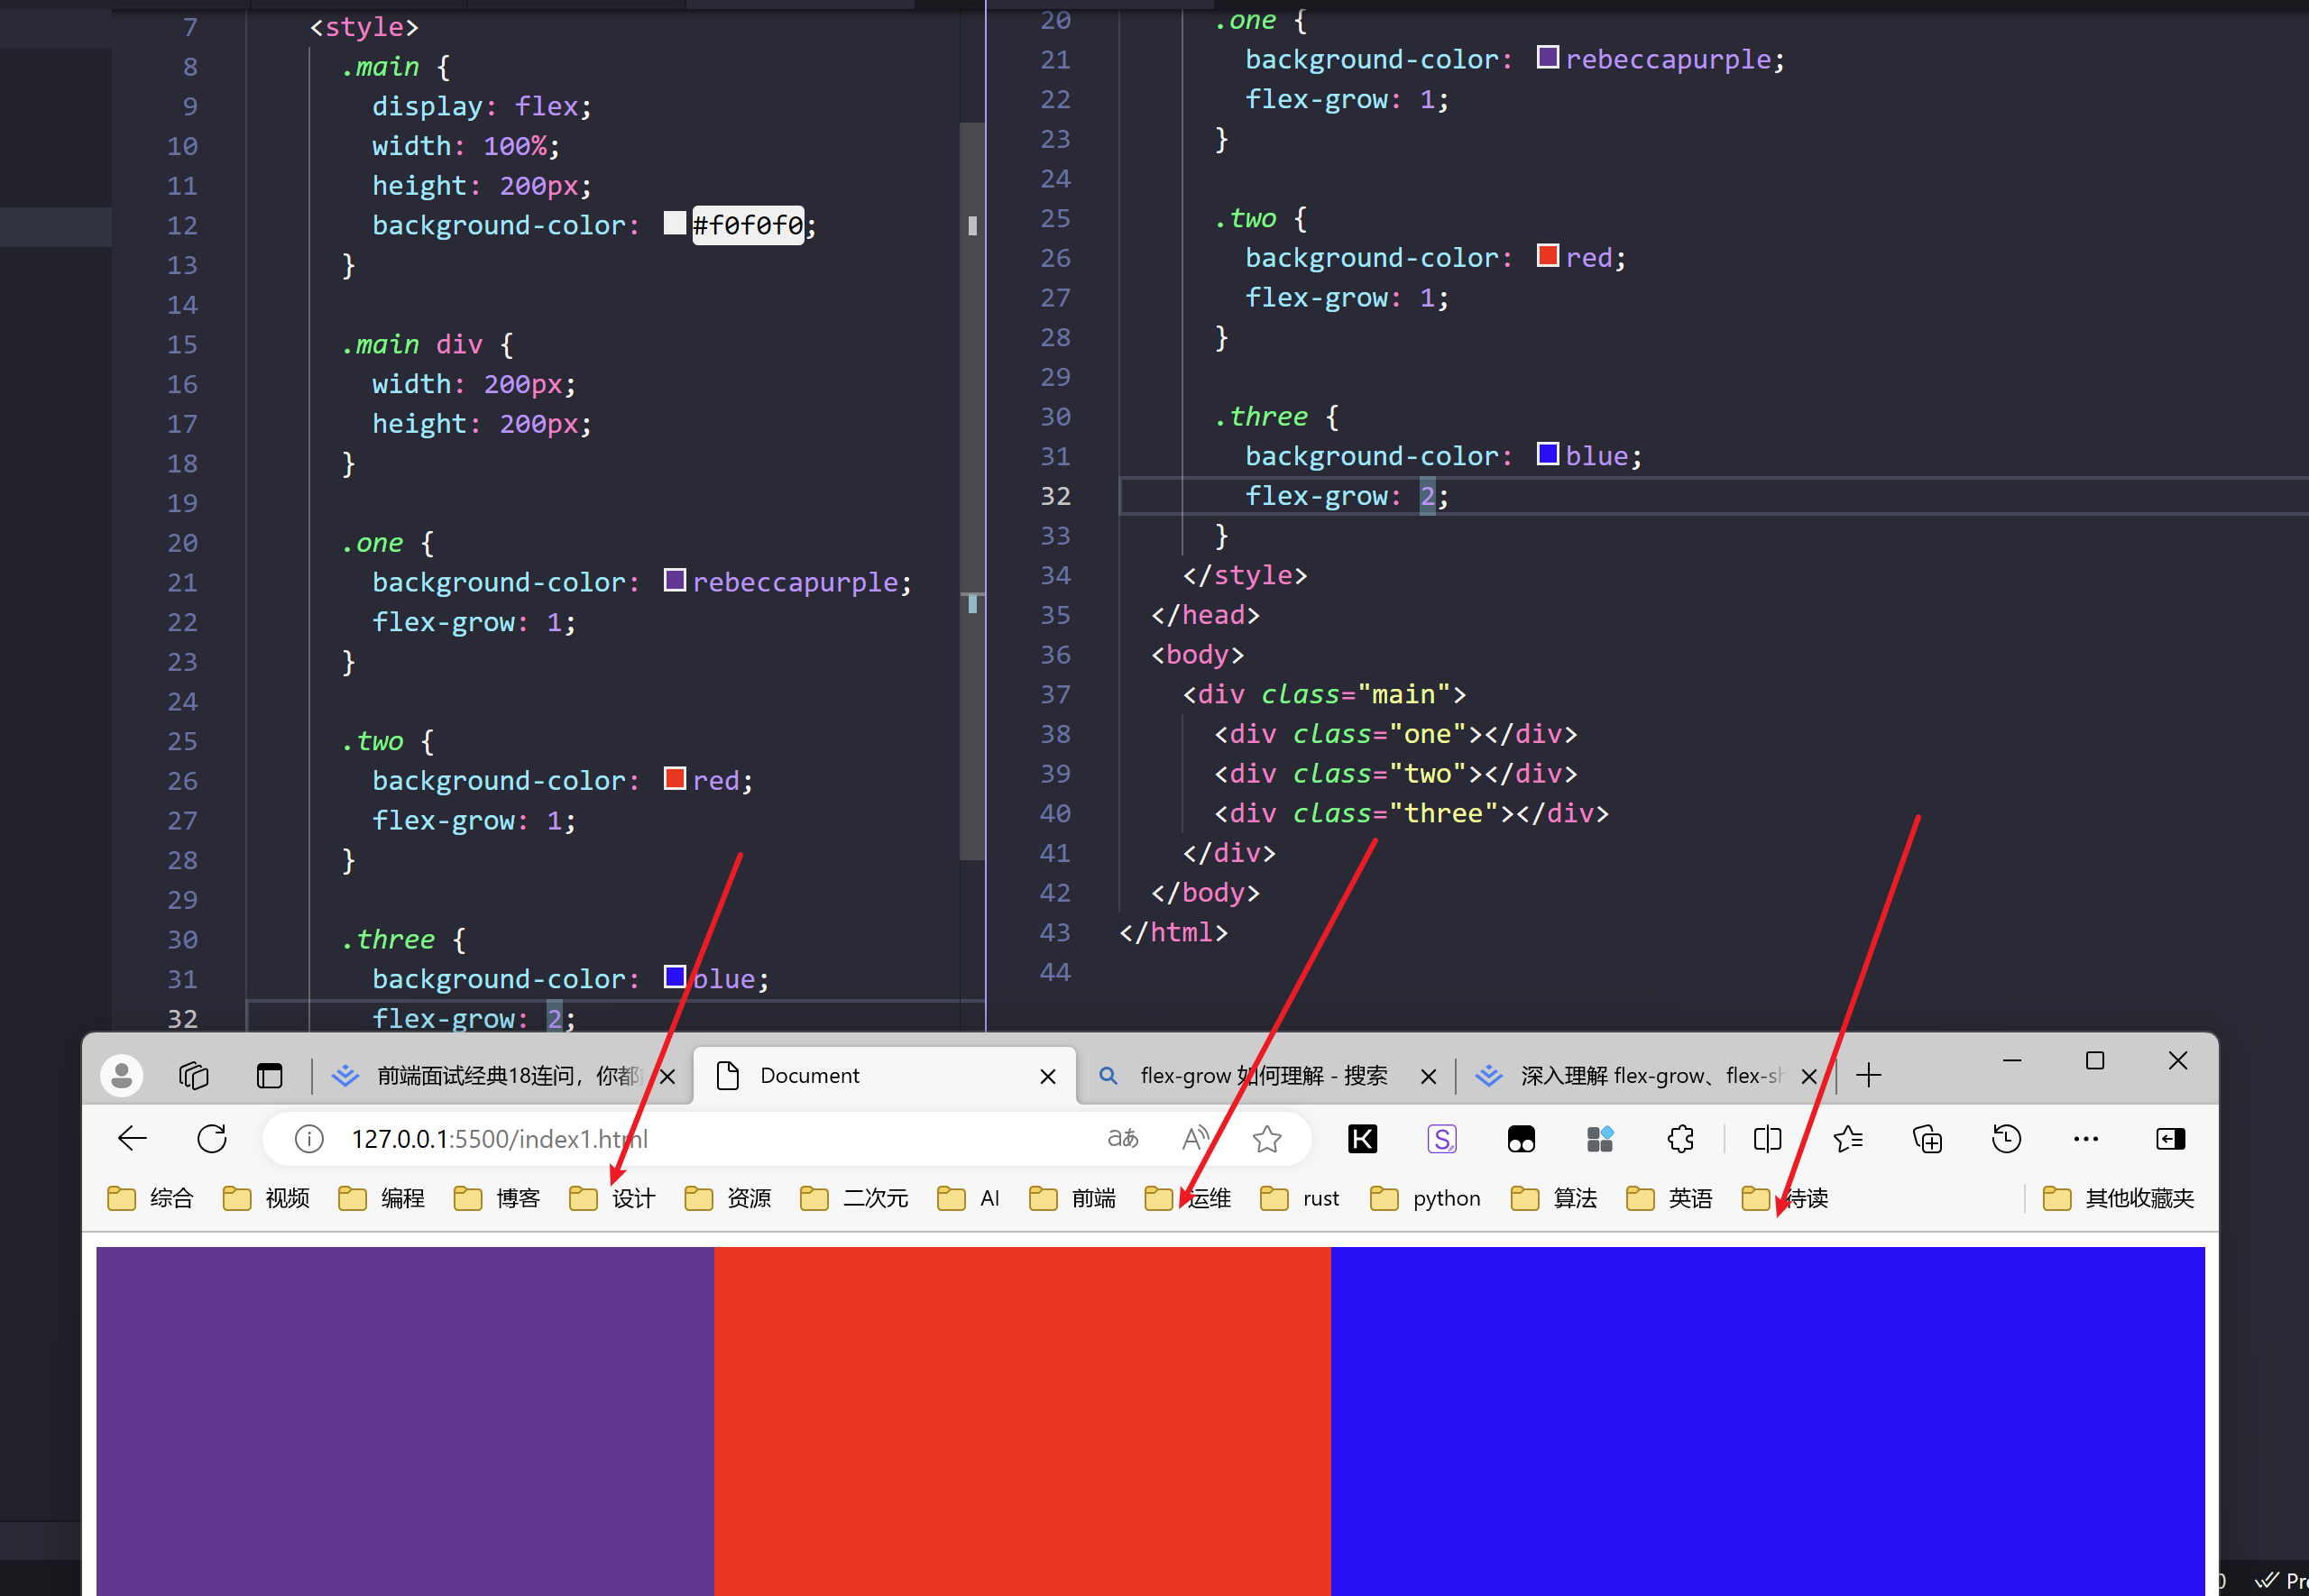 7 <style>
8 .main {
9 display: flex;
10 width: 100%;
11 height: 200px;
12 background-color: #f0f0f0;
13 }
14
15 .main div {
16 width: 200px;
17 height: 200px;
18 }
19
20 .one {
21 background-color: rebeccapurple;
22 flex-grow: 1;
23 }
24
25 .two {
26 background-color: red;
27 flex-grow: 1;
28 }
29
30 .three {
31 background-color: blue;
32 flex-grow: 2;
20 .one {
21 background-color: rebeccapurple;
22 flex-grow: 1;
23 }
24
25 .two {
26 background-color: red;
27 flex-grow: 1;
28 }
29
30 .three {
31 background-color: blue;
32 flex-grow: 2;
33 }
34 </style>
35 </head>
36 <body>
37 <div class="main">
38 <div class="one"></div>
39 <div class="two"></div>
40 <div class="three"></div>
41 </div>
42 </body>
43 </html>
44
前端面试经典18连问，你都 Document flex-grow 如何理解 - 搜索 深入理解 flex-grow、flex-sh
127.0.0.1:5500/index1.html aあ A
综合 视频 编程 博客 设计 资源 二次元 AI 前端 运维 rust python 算法 英语 待读 其他收藏夹